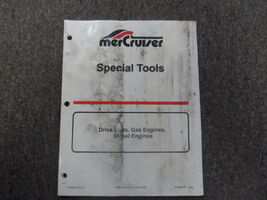 merCruiser
Special Tools
Drive Units, Gas Engines,
Diesel Engines